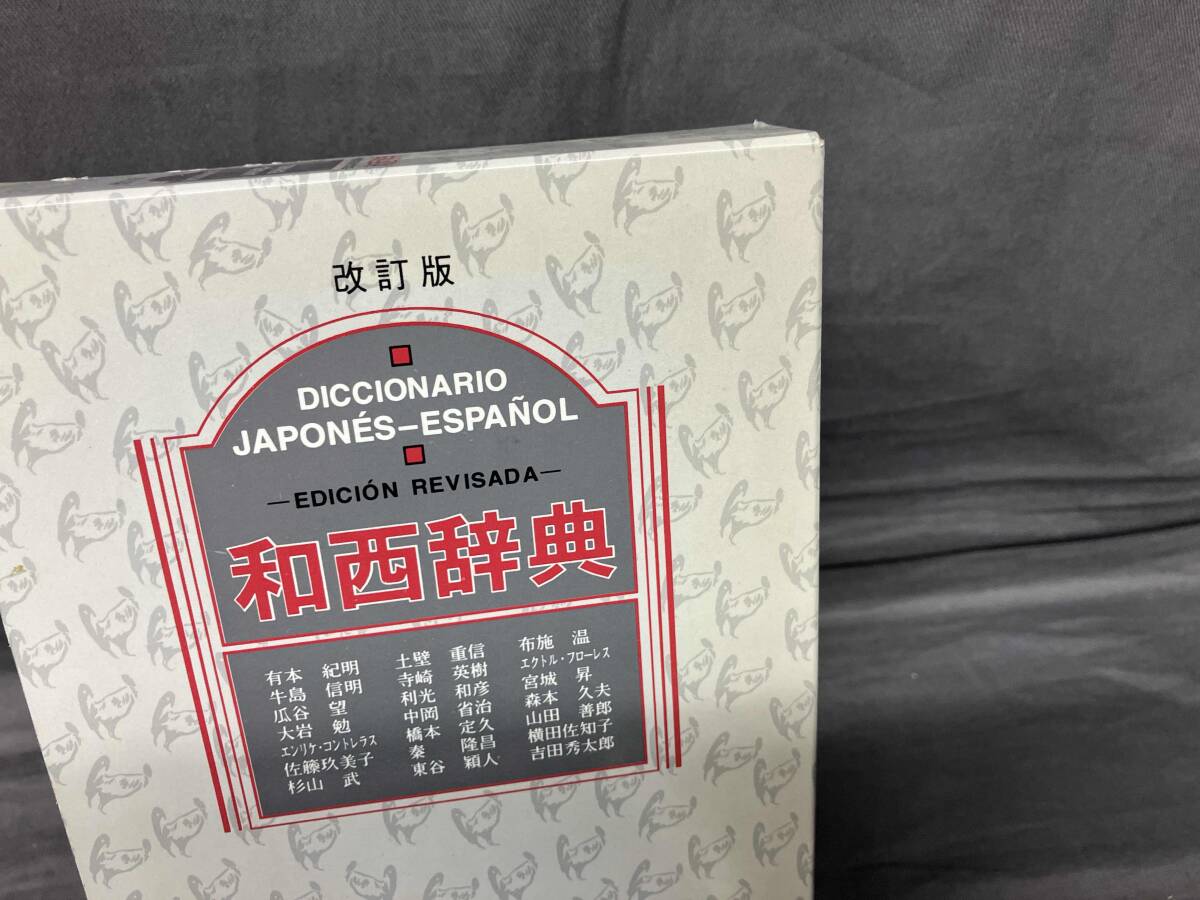 改訂版
DICCIONARIO
JAPONÉS–ESPAÑOL
—EDICIÓN REVISADA—
和西辞典
有本 紀明
牛島 信明
瓜谷 望
大岩 勉
エンリケ・コントレラス
佐藤玖美子
杉山 武
土壁 重信
寺崎 英樹
利光 和彦
中岡 省治
橋本 定久
秦 隆昌
東谷 穎人
布施 温
エクトル・フローレス
宮城 昇
森本 久夫
山田 善郎
横田佐知子
吉田秀太郎